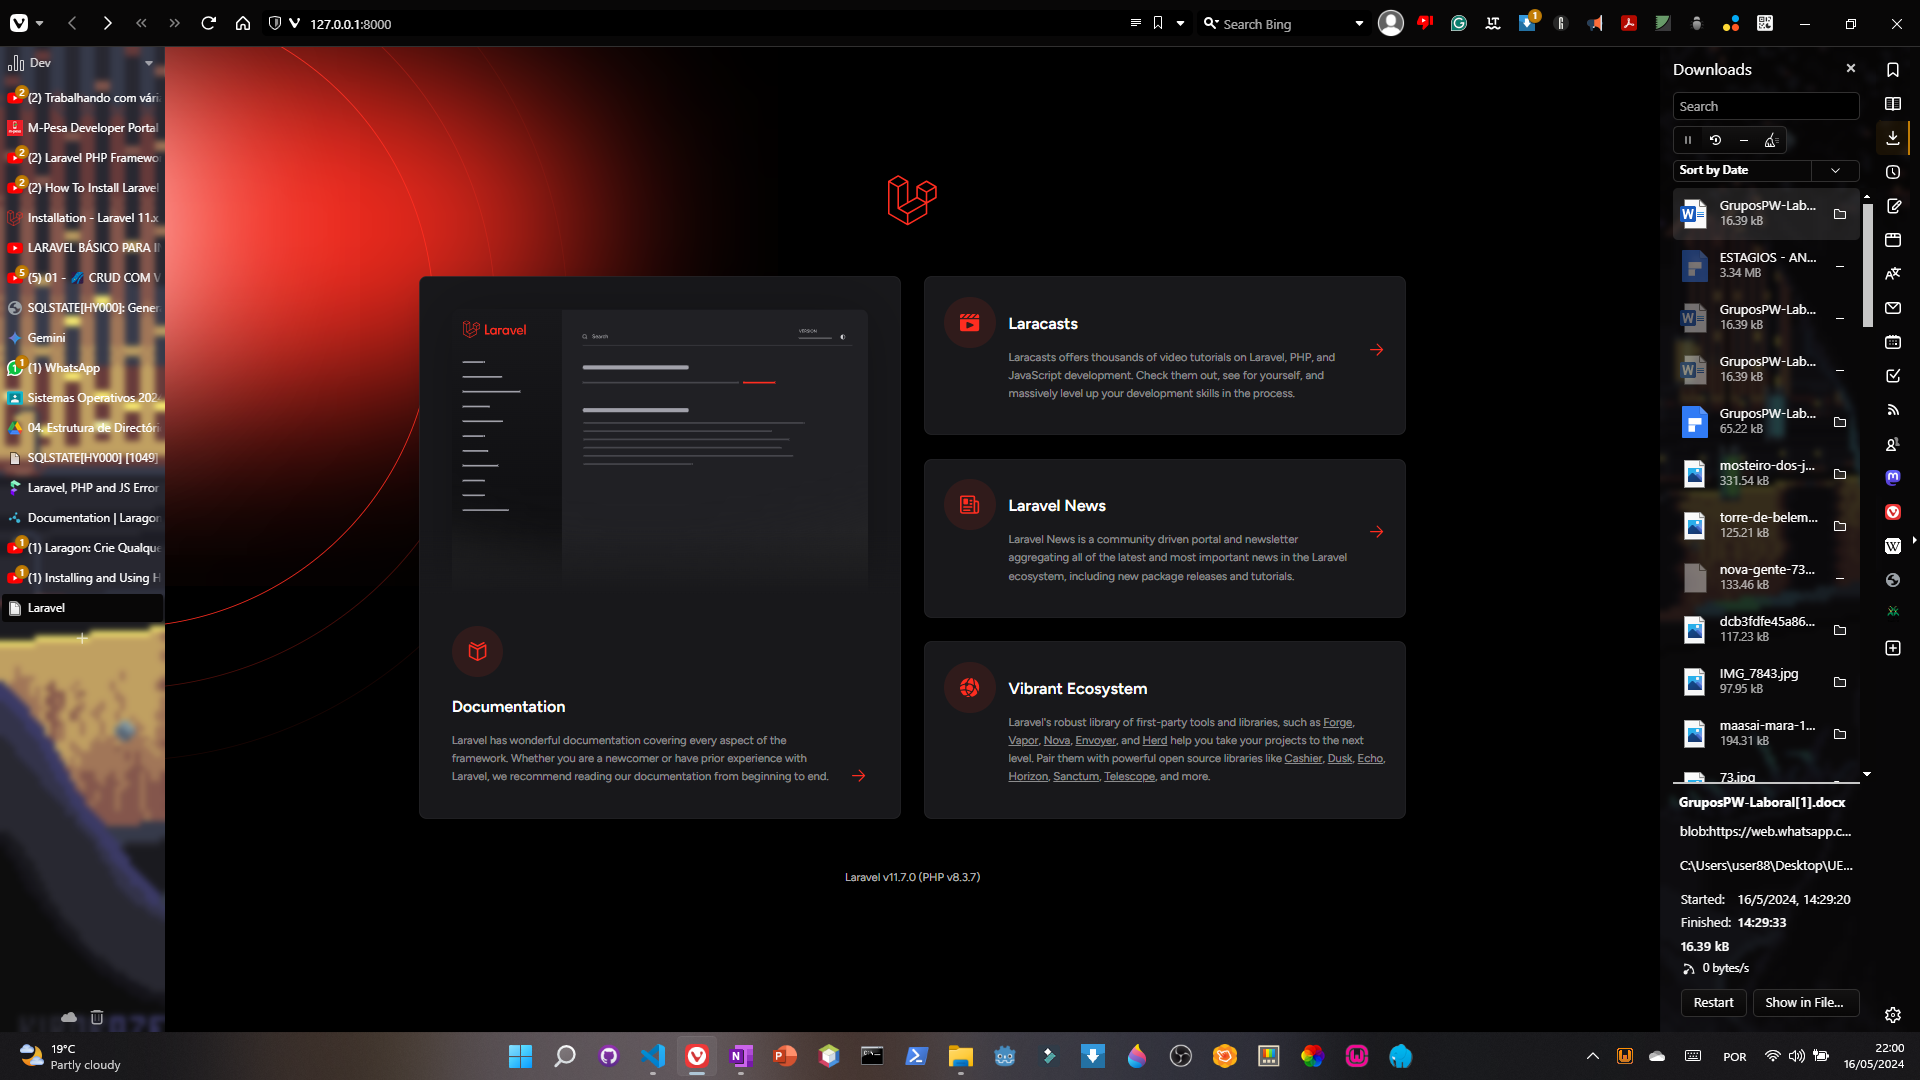 127.0.0.1:8000
Search Bing
1
Dev
2
(2) Trabalhando com vári
M-Pesa Developer Portal
2
(2) Laravel PHP Framewo
2
(2) How To Install Laravel
Installation - Laravel 11.x
LARAVEL BÁSICO PARA I
5
(5) 01 - CRUD COM V
SQLSTATE[HY000]: Gener
Gemini
1
(1) WhatsApp
Sistemas Operativos 202
04. Estrutura de Directóri
SQLSTATE[HY000] [1049]
Laravel, PHP and JS Error
Documentation | Laragon
1
(1) Laragon: Crie Qualque
1
(1) Installing and Using H
Laravel
Laravel
Search
VERSION
Documentation
Laravel has wonderful documentation covering every aspect of the
framework. Whether you are a newcomer or have prior experience with
Laravel, we recommend reading our documentation from beginning to end.
Laracasts
Laracasts offers thousands of video tutorials on Laravel, PHP, and
JavaScript development. Check them out, see for yourself, and
massively level up your development skills in the process.
Laravel News
Laravel News is a community driven portal and newsletter
aggregating all of the latest and most important news in the Laravel
ecosystem, including new package releases and tutorials.
Vibrant Ecosystem
Laravel's robust library of first-party tools and libraries, such as Forge,
Vapor, Nova, Envoyer, and Herd help you take your projects to the next
level. Pair them with powerful open source libraries like Cashier, Dusk, Echo,
Horizon, Sanctum, Telescope, and more.
Laravel v11.7.0 (PHP v8.3.7)
Downloads
Search
Sort by Date
GruposPW-Lab...
16.39 kB
ESTAGIOS - AN...
3.34 MB
GruposPW-Lab...
16.39 kB
GruposPW-Lab...
16.39 kB
GruposPW-Lab...
65.22 kB
mosteiro-dos-j...
331.54 kB
torre-de-belem...
125.21 kB
nova-gente-73...
133.46 kB
dcb3fdfe45a86...
117.23 kB
IMG_7843.jpg
97.95 kB
maasai-mara-1...
194.31 kB
73.jpg
GruposPW-Laboral[1].docx
blob:https://web.whatsapp.c...
C:\Users\user88\Desktop\UE...
Started: 16/5/2024, 14:29:20
Finished: 14:29:33
16.39 kB
0 bytes/s
Restart
Show in File...
19°C
Partly cloudy
POR
22:00
16/05/2024